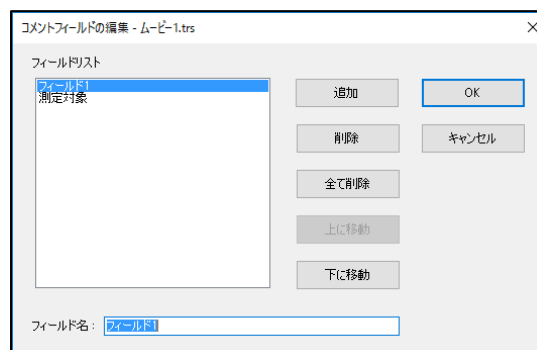 コメントフィールドの編集 - ムービー1.trs
フィールドリスト
フィールド1
測定対象
追加
OK
削除
キャンセル
全て削除
上に移動
下に移動
フィールド名 : フィールド1